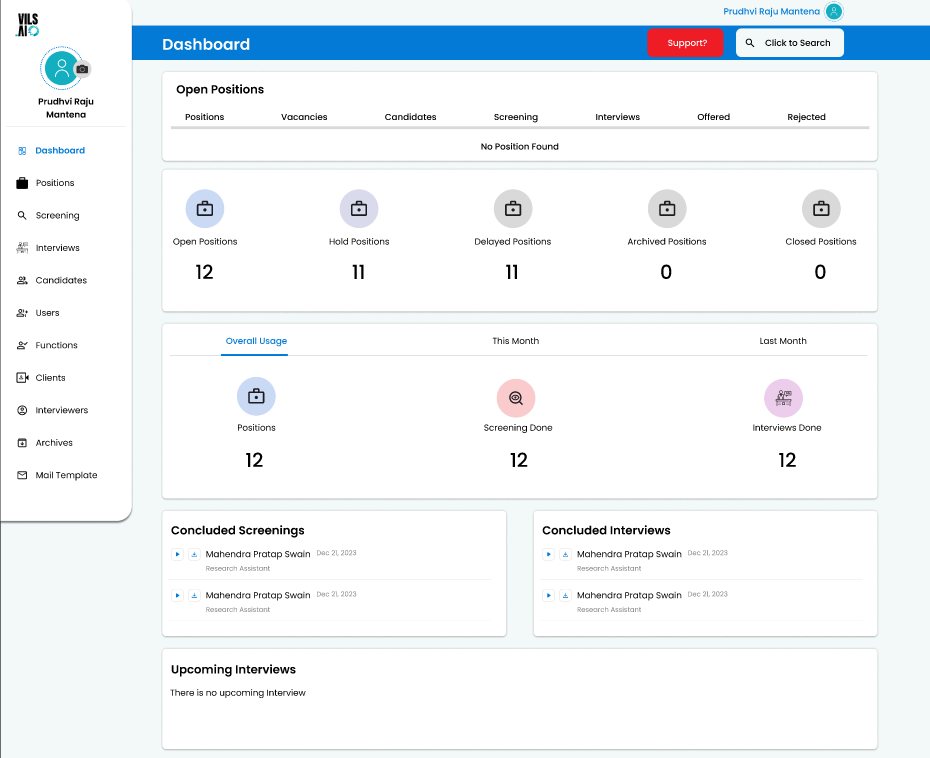 VILS
.AI
Prudhvi Raju
Mantena
Dashboard
Positions
Screening
Interviews
Candidates
Users
Functions
Clients
Interviewers
Archives
Mail Template
Prudhvi Raju Mantena
Dashboard
Support?
Click to Search
Open Positions
Positions Vacancies Candidates Screening Interviews Offered Rejected
No Position Found
Open Positions Hold Positions Delayed Positions Archived Positions Closed Positions
12 11 11 0 0
Overall Usage This Month Last Month
Positions Screening Done Interviews Done
12 12 12
Concluded Screenings
Mahendra Pratap Swain Dec 21, 2023
Research Assistant
Mahendra Pratap Swain Dec 21, 2023
Research Assistant
Concluded Interviews
Mahendra Pratap Swain Dec 21, 2023
Research Assistant
Mahendra Pratap Swain Dec 21, 2023
Research Assistant
Upcoming Interviews
There is no upcoming Interview